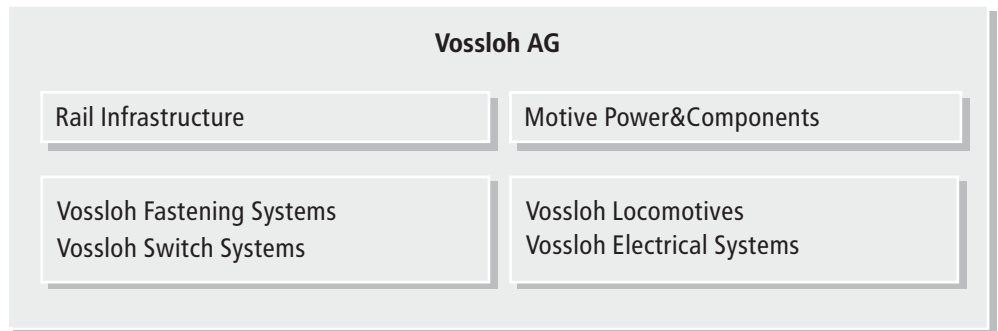 Vossloh AG
Rail Infrastructure
Motive Power&Components
Vossloh Fastening Systems
Vossloh Switch Systems
Vossloh Locomotives
Vossloh Electrical Systems